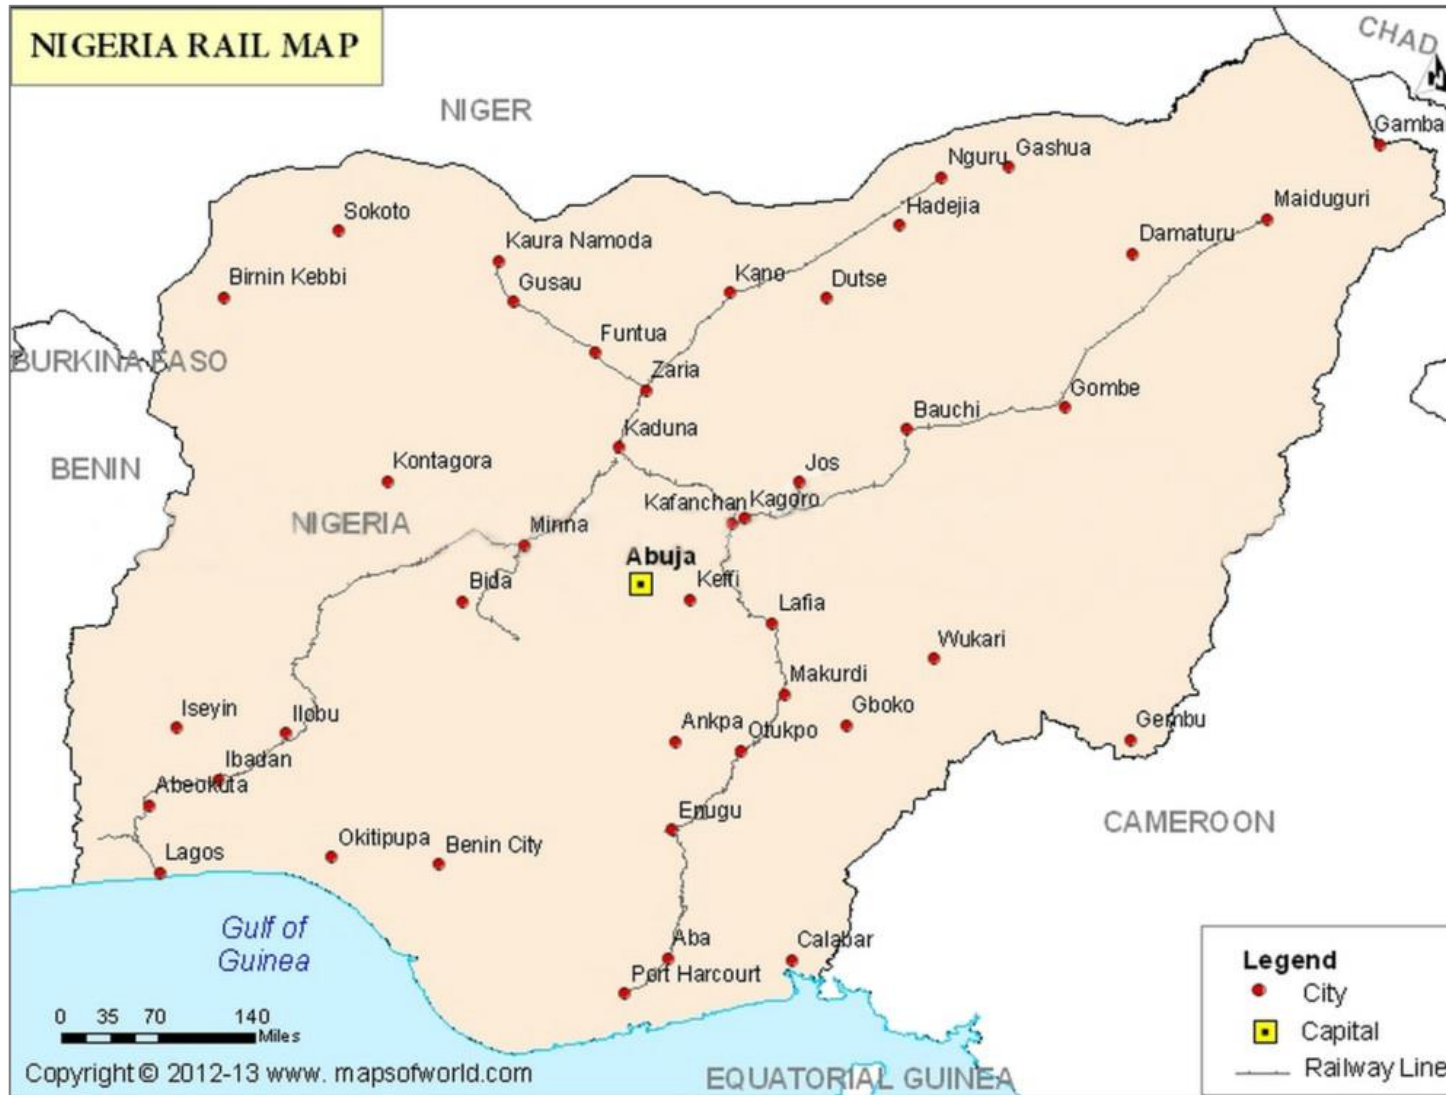 NIGERIA RAIL MAP
CHAD
N
NIGER
Gamba
Nguru
Gashua
Maiduguri
Sokoto
Hadejia
Damaturu
Kaura Namoda
Birnin Kebbi
Gusau
Kano
Dutse
Funtua
BURKINA FASO
Zaria
Gombe
Bauchi
Kaduna
BENIN
Kontagora
Jos
Kafanchan
Kagoro
NIGERIA
Minna
Abuja
Bida
Keffi
Lafia
Wukari
Makurdi
Iseyin
Ilobu
Gboko
Gembu
Ankpa
Otukpo
Ibadan
Abeokuta
Enugu
CAMEROON
Lagos
Okitipupa
Benin City
Gulf of
Guinea
Aba
Calabar
Port Harcourt
Legend
City
Capital
Railway Line
0 35 70 140
Miles
Copyright © 2012-13 www. mapsofworld.com
EQUATORIAL GUINEA